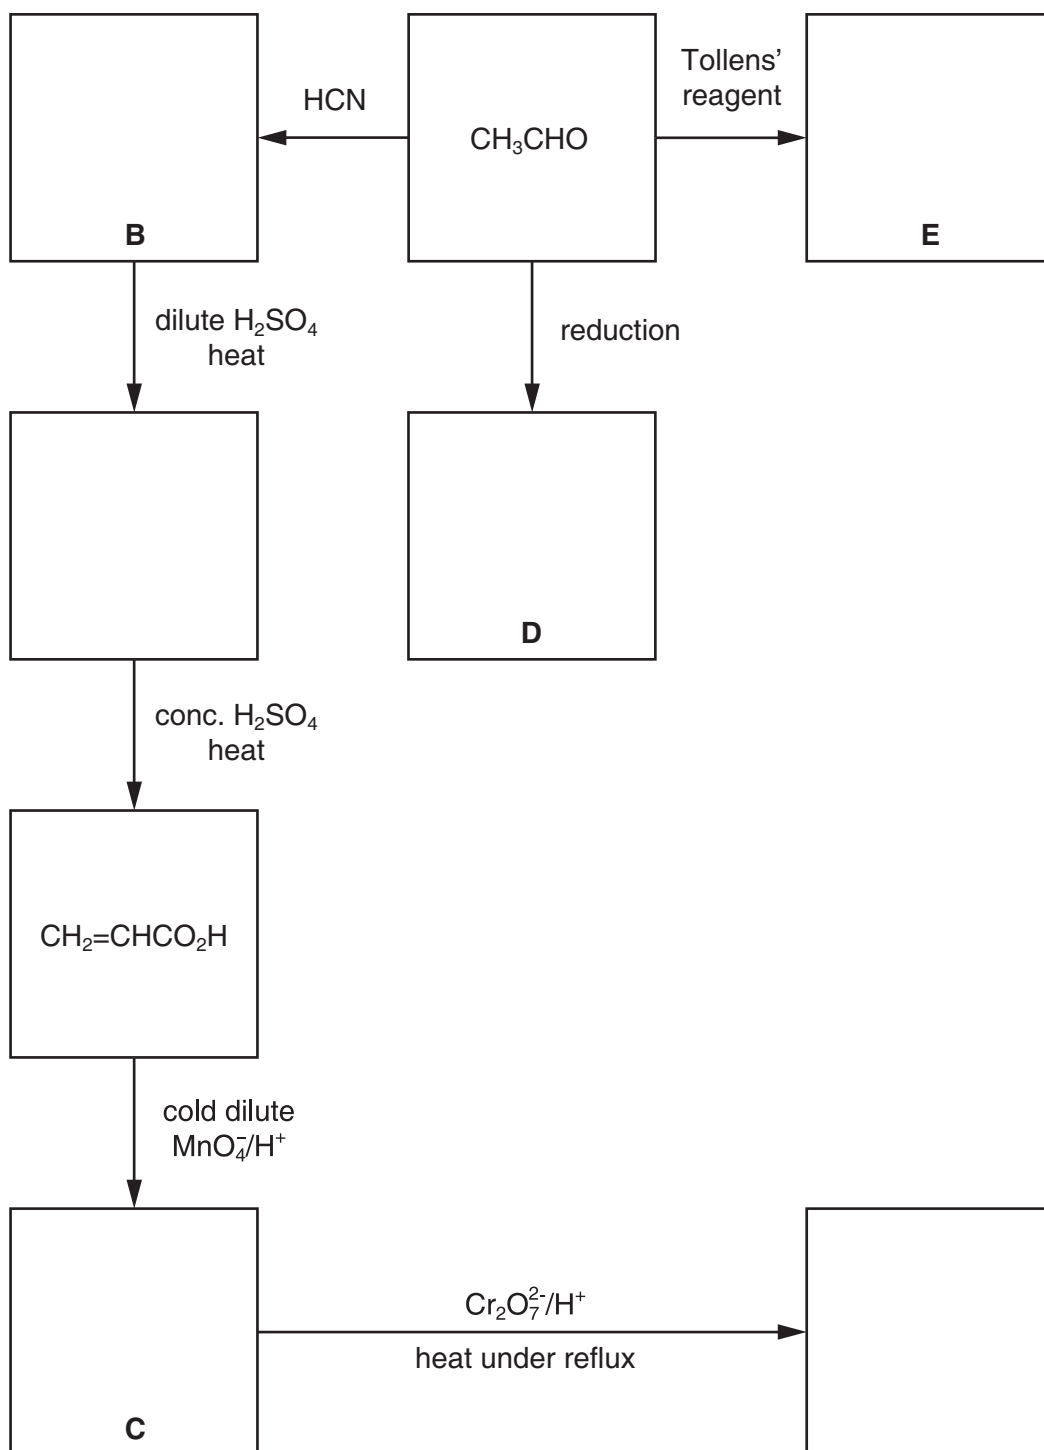 HCN
CH₃CHO
Tollens’
reagent
B
E
dilute H₂SO₄
heat
reduction
D
conc. H₂SO₄
heat
CH₂=CHCO₂H
cold dilute
MnO₄⁻/H⁺
Cr₂O₇²⁻/H⁺
heat under reflux
C